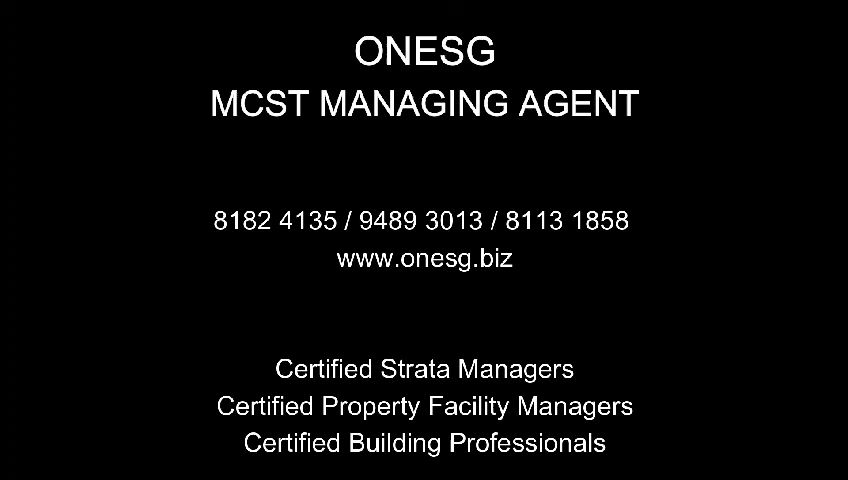 ONESG
MCST MANAGING AGENT
8182 4135 / 9489 3013 / 8113 1858
www.onesg.biz
Certified Strata Managers
Certified Property Facility Managers
Certified Building Professionals